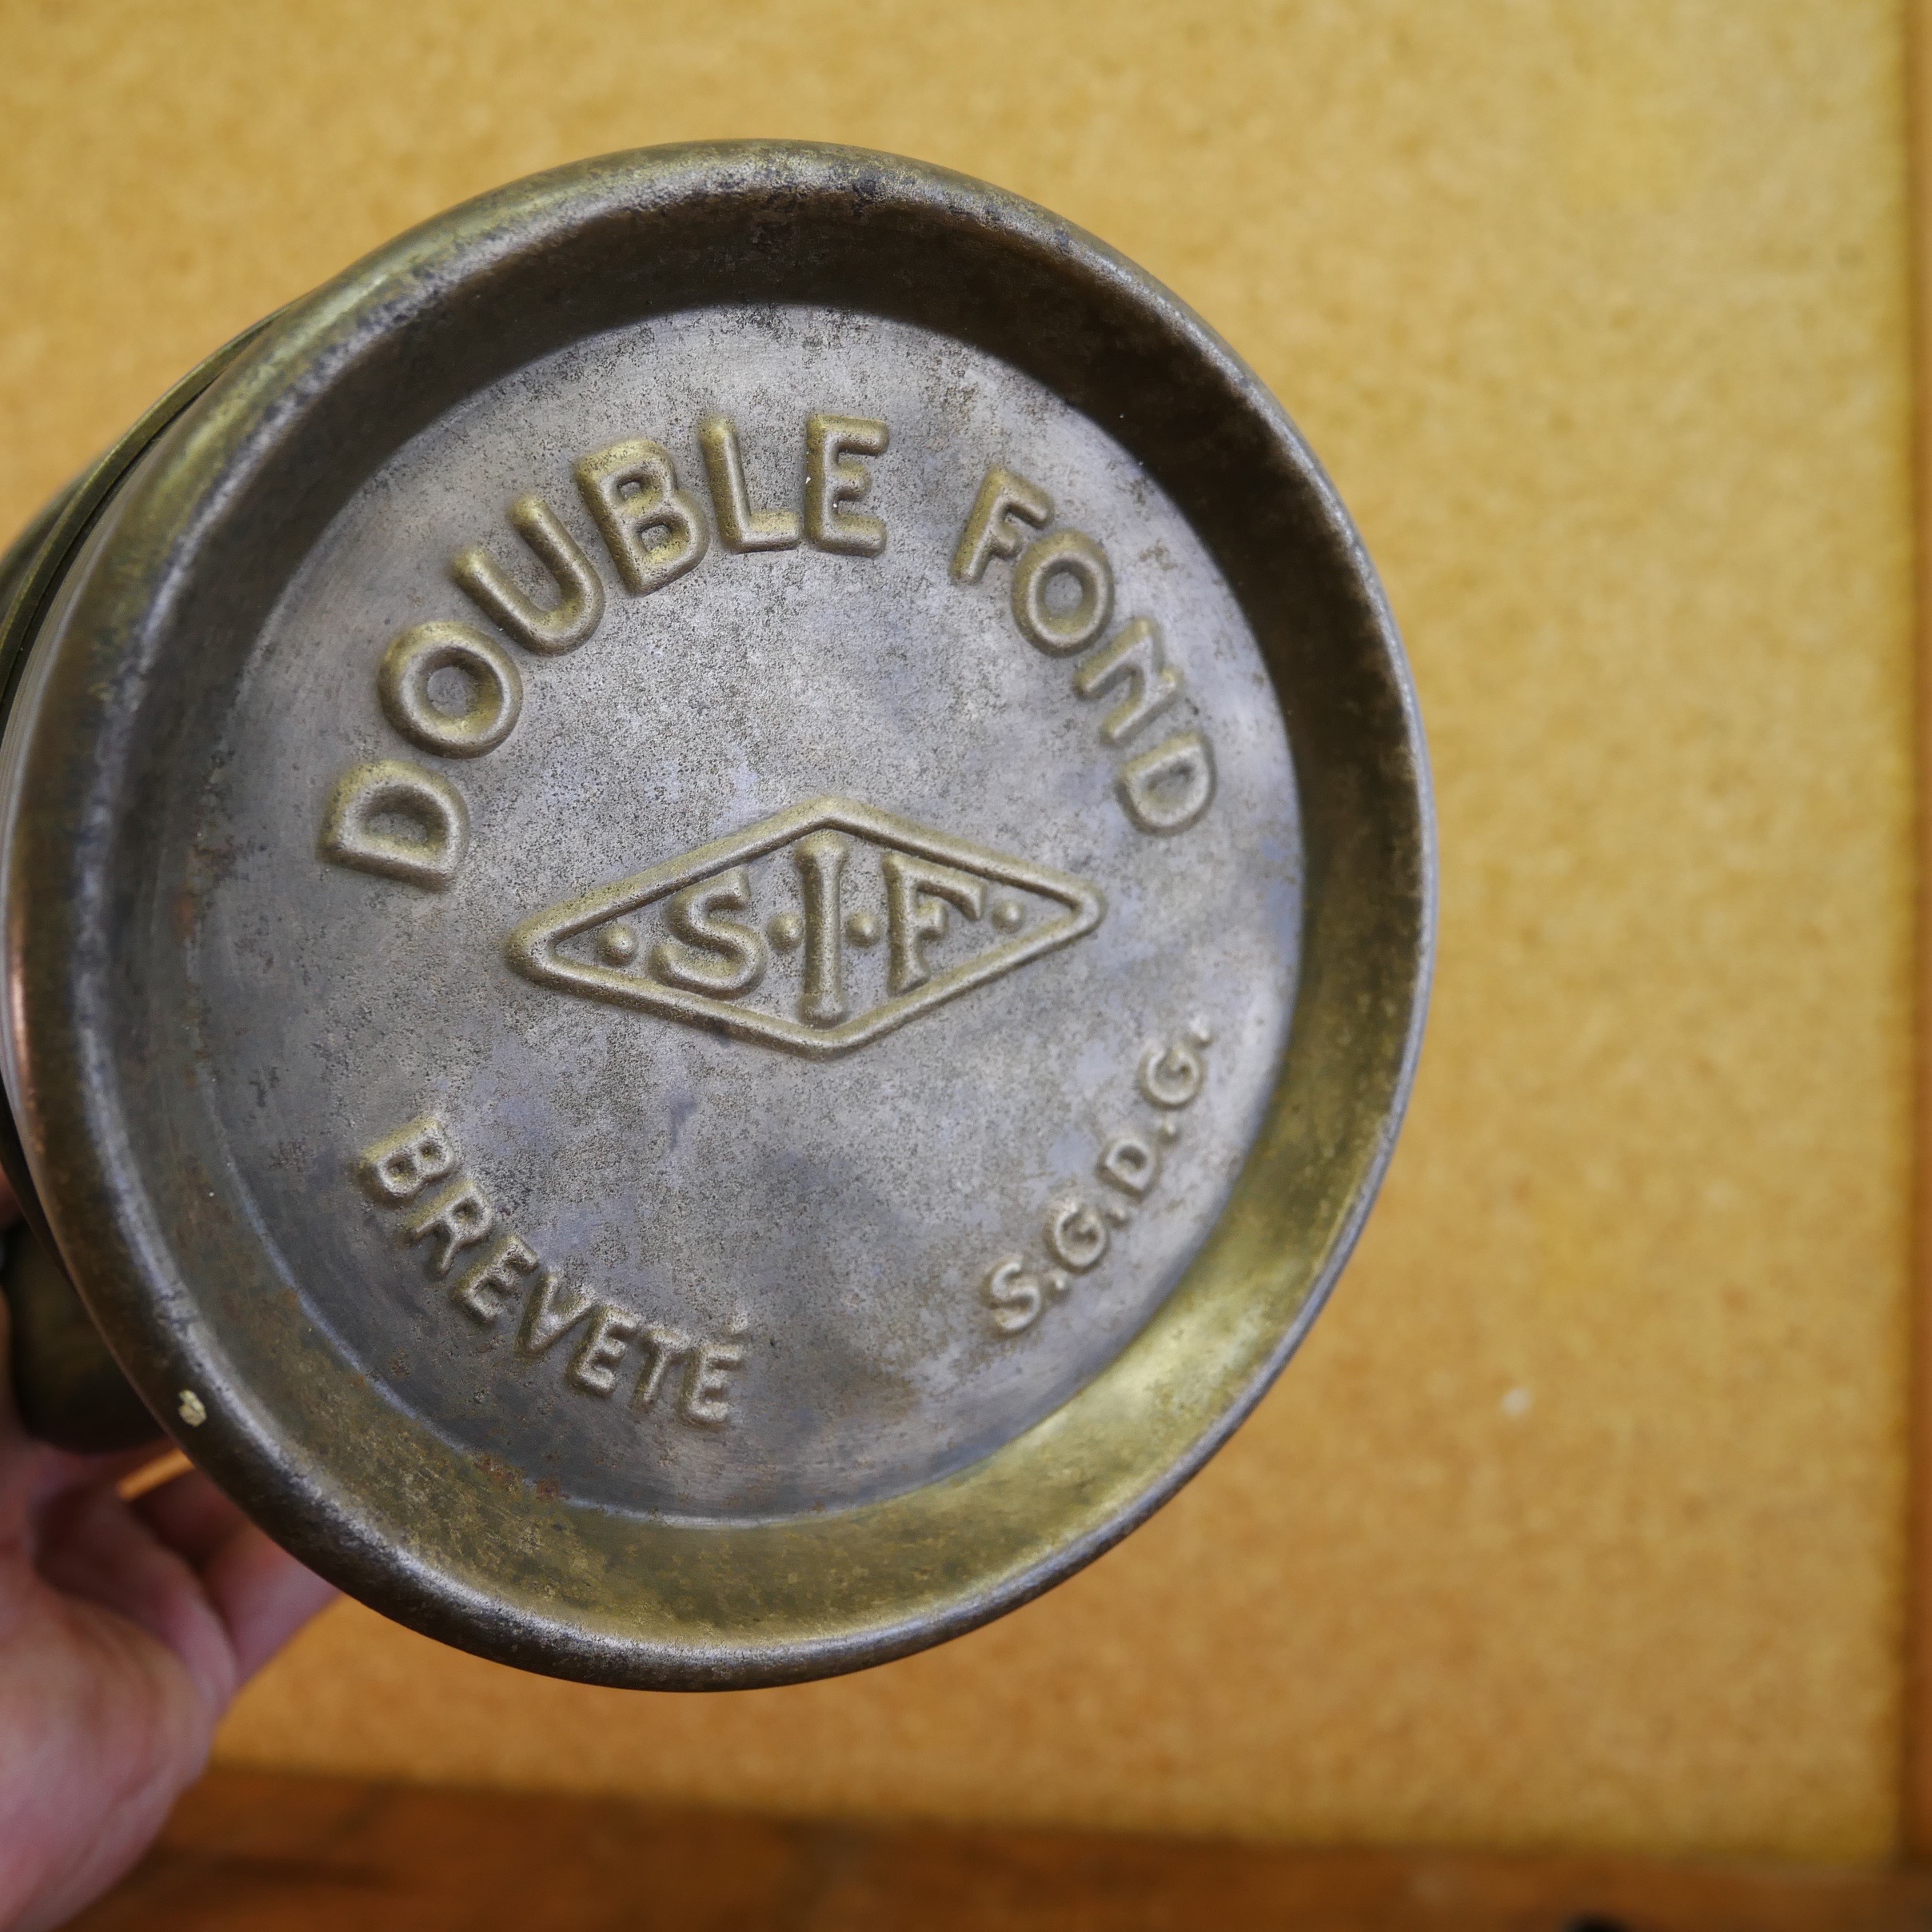 DOUBLE FOND
·S·I·F·
BREVETÉ S.G.D.G.